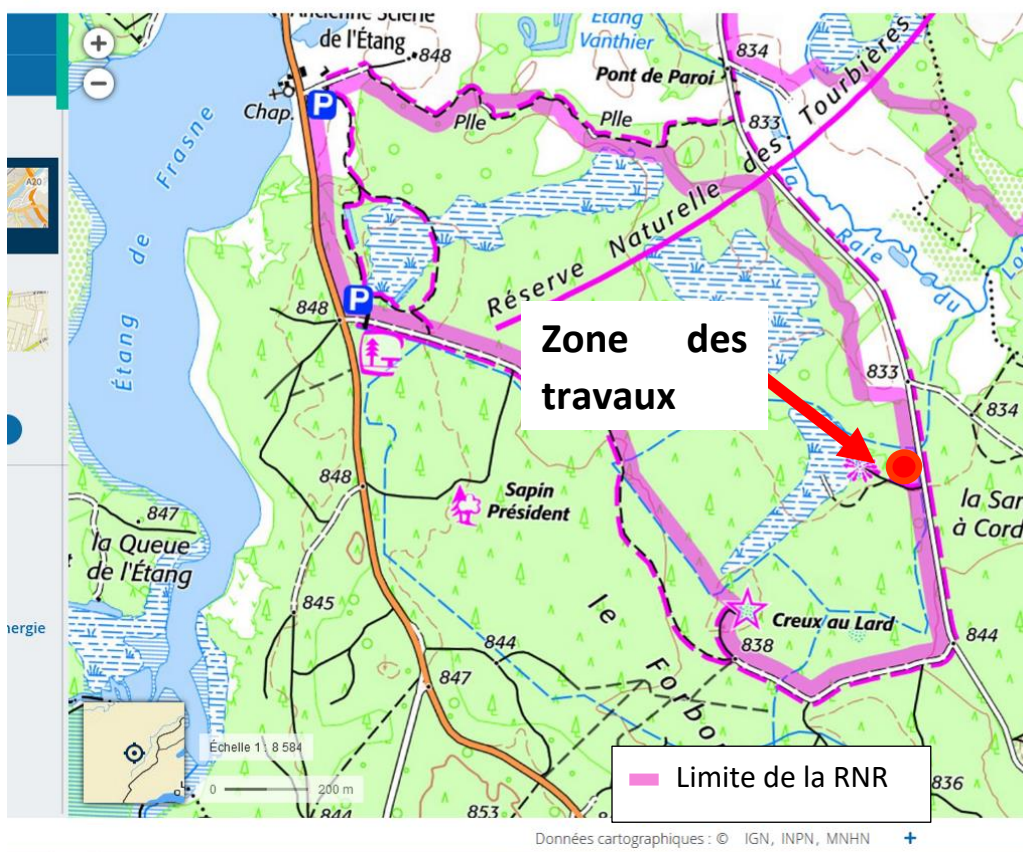 Ancienne Scierie
de l'Étang
848
Étang
Vanthier
834
Pont de Paroi
P
Chap.
Plle
Plle
833
Réserve Naturelle des Tourbières
Étang de Frasne
la Raie du
A20
848
P
Zone des
travaux
833
834
848
Sapin
Président
la Queue
de l'Étang
847
845
844
847
le
Creux au Lard
838
844
nergie
Échelle 1 : 8 584
0 200 m
Limite de la RNR
836
844
853
Données cartographiques : © IGN, INPN, MNHN +